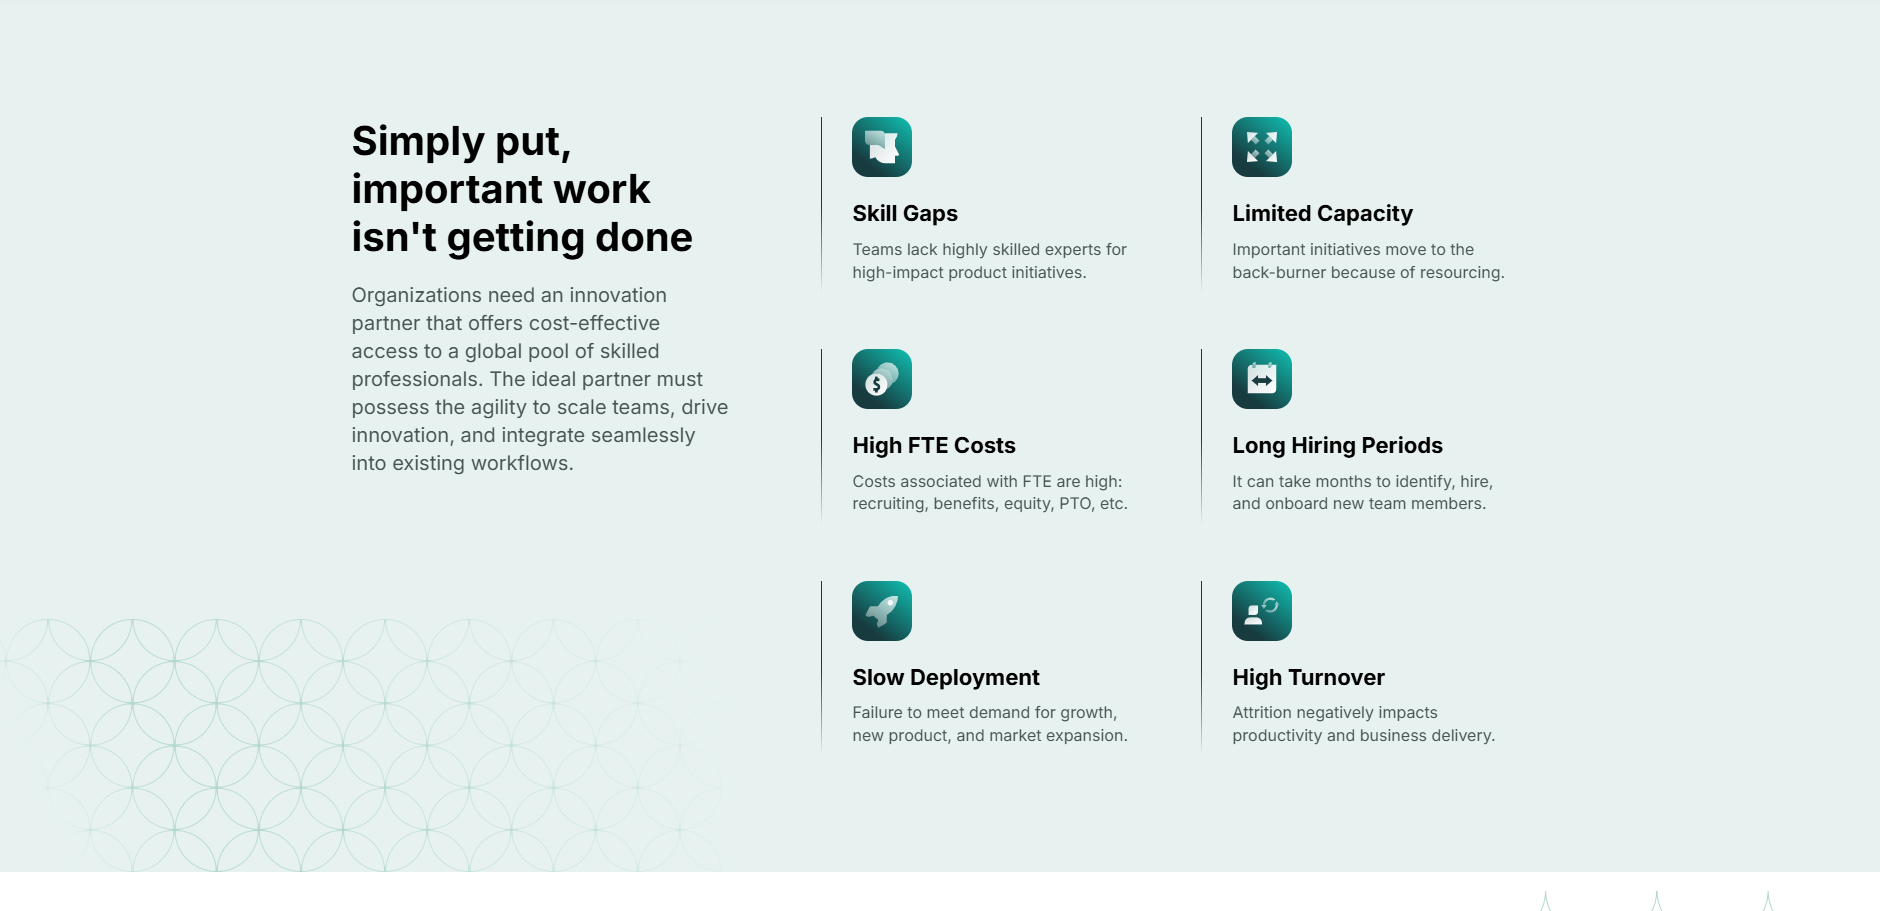 Simply put,
important work
isn't getting done
Organizations need an innovation
partner that offers cost-effective
access to a global pool of skilled
professionals. The ideal partner must
possess the agility to scale teams, drive
innovation, and integrate seamlessly
into existing workflows.
Skill Gaps
Teams lack highly skilled experts for
high-impact product initiatives.
Limited Capacity
Important initiatives move to the
back-burner because of resourcing.
$
High FTE Costs
Costs associated with FTE are high:
recruiting, benefits, equity, PTO, etc.
Long Hiring Periods
It can take months to identify, hire,
and onboard new team members.
Slow Deployment
Failure to meet demand for growth,
new product, and market expansion.
High Turnover
Attrition negatively impacts
productivity and business delivery.